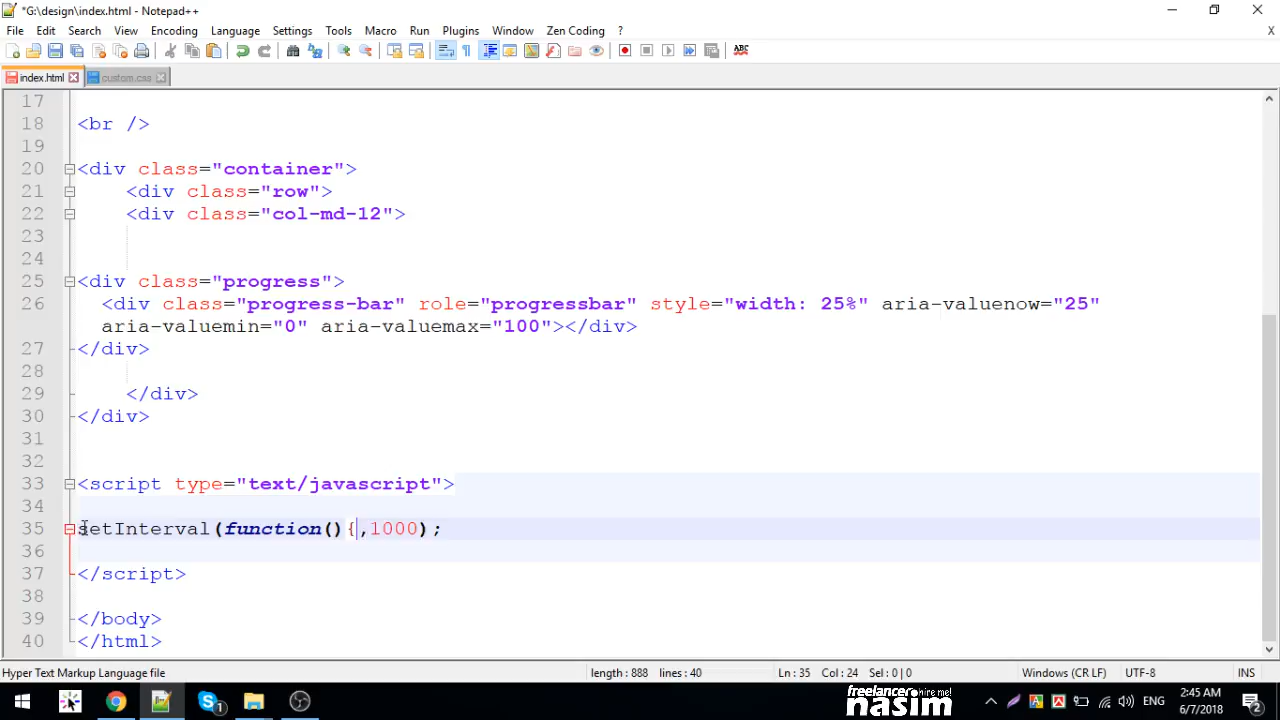 *G:\design\index.html - Notepad++
File Edit Search View Encoding Language Settings Tools Macro Run Plugins Window Zen Coding ?
X
ABC
index.html custom.css
17
18 <br />
19
20 <div class="container">
21 <div class="row">
22 <div class="col-md-12">
23
24
25 <div class="progress">
26 <div class="progress-bar" role="progressbar" style="width: 25%" aria-valuenow="25"
aria-valuemin="0" aria-valuemax="100"></div>
27 </div>
28
29 </div>
30 </div>
31
32
33 <script type="text/javascript">
34
35 setInterval(function(){,1000);
36
37 </script>
38
39 </body>
40 </html>
Hyper Text Markup Language file length : 888 lines : 40 Ln : 35 Col : 24 Sel : 0 | 0 Windows (CR LF) UTF-8 INS
freelancer hire me!
nasim
ENG
2:45 AM
6/7/2018
1
2